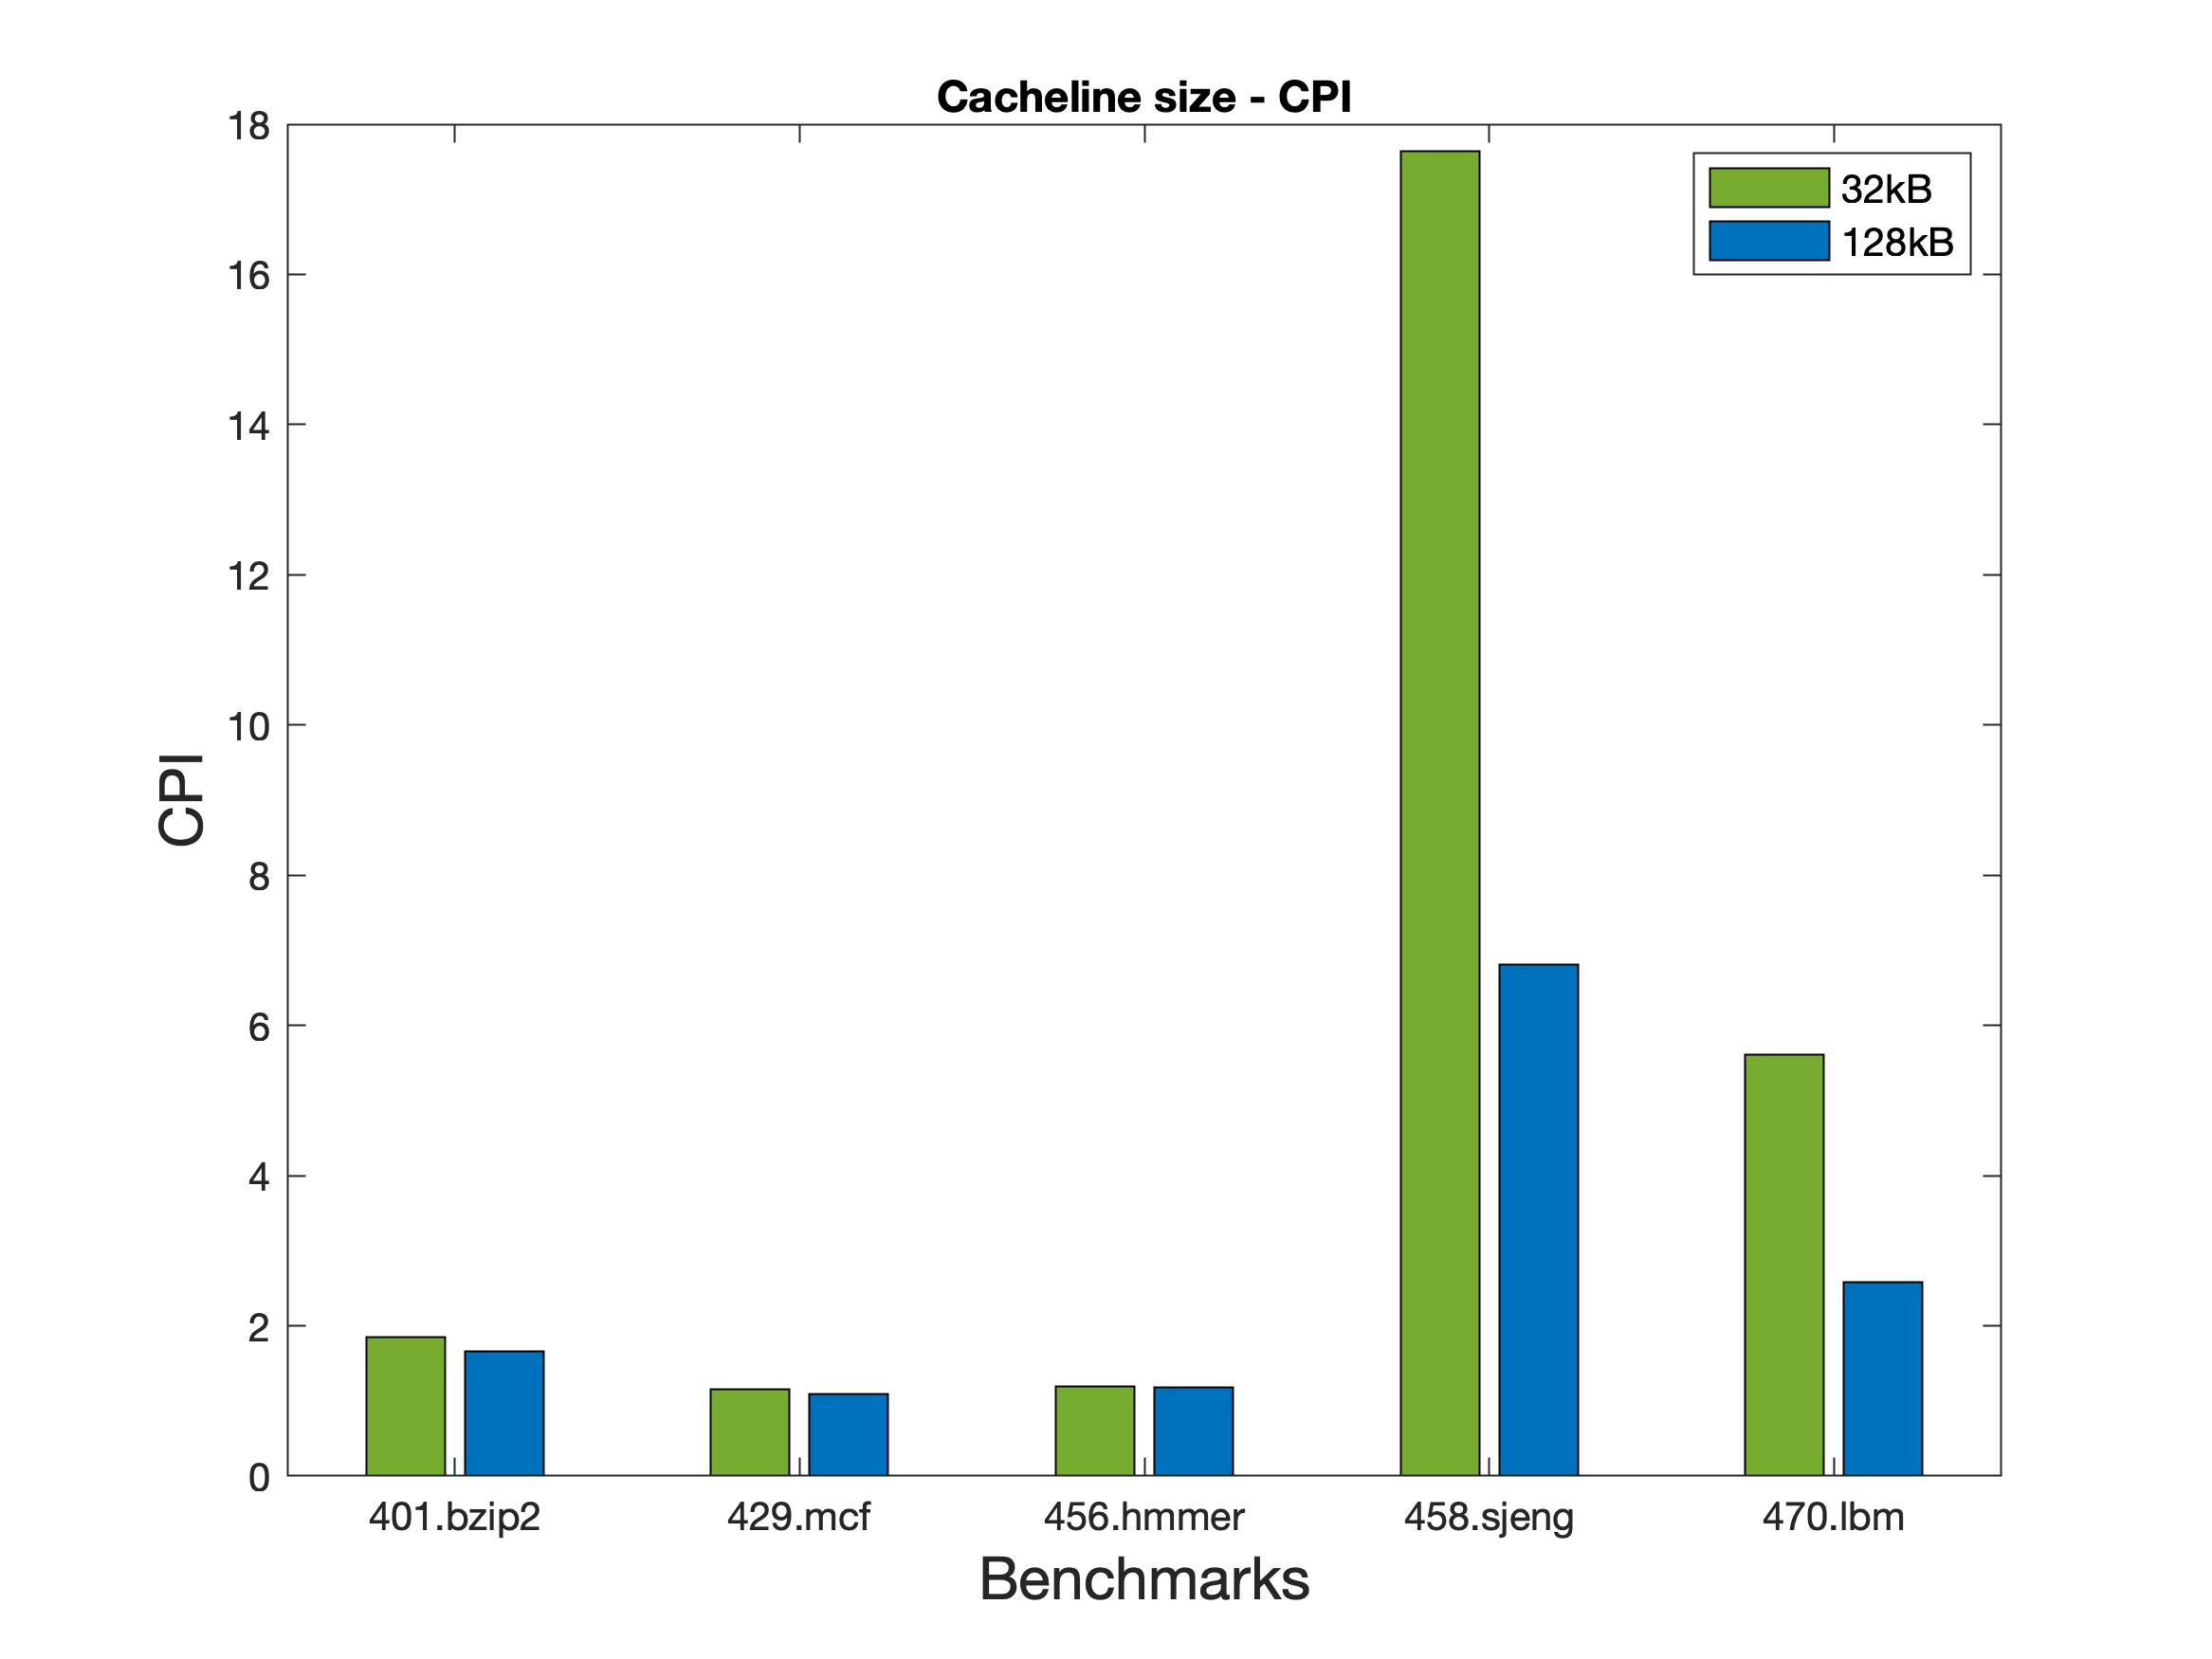 Cacheline size - CPI
18
16
14
12
10
8
6
4
2
0
CPI
32kB
128kB
401.bzip2
429.mcf
456.hmmer
458.sjeng
470.lbm
Benchmarks